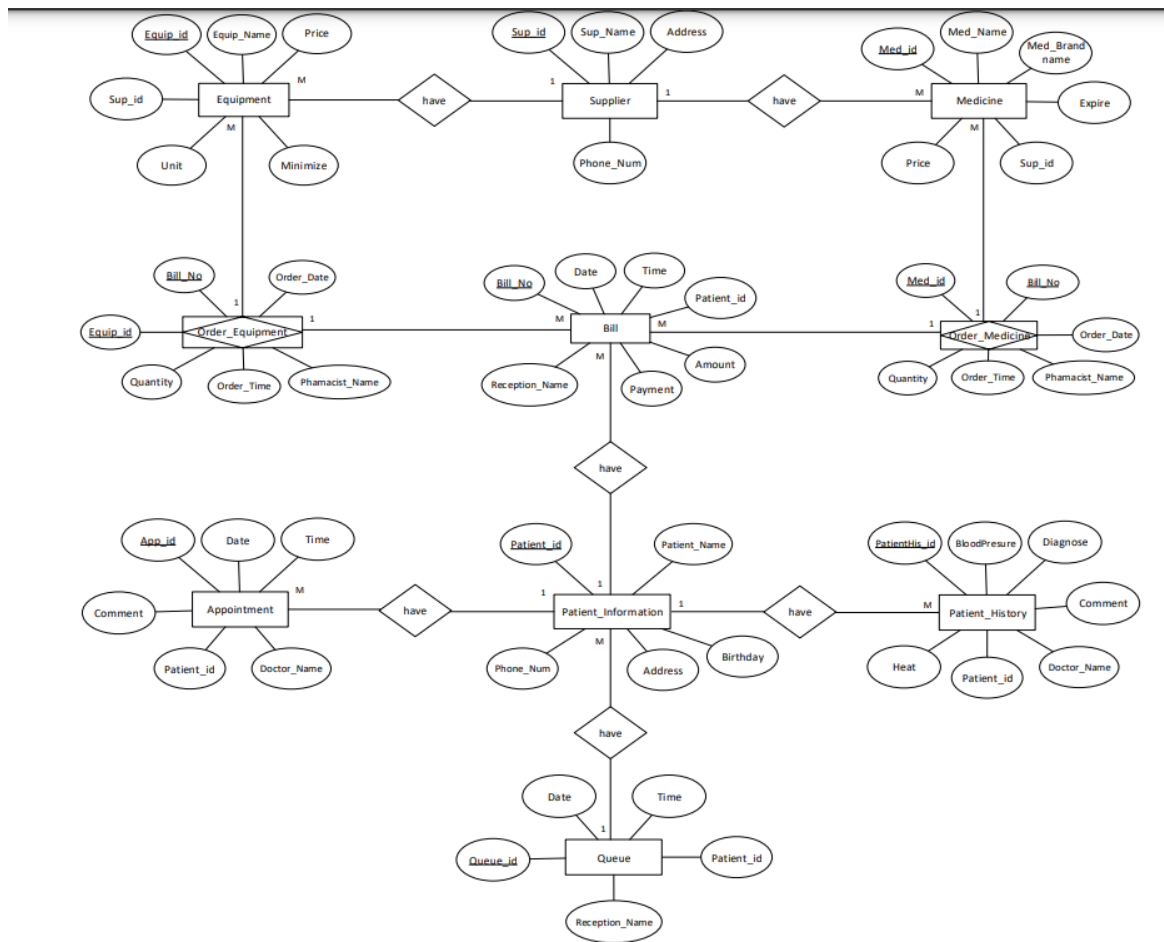 Equip_id
Equip_Name
Price
Sup_id
Sup_Name
Address
Med_id
Med_Name
Med_Brand
name
Sup_id
Equipment
M
have
1
Supplier
1
have
M
Medicine
Expire
M
M
Unit
Minimize
Phone_Num
Price
Sup_id
Bill_No
Order_Date
Bill_No
Date
Time
Patient_id
Med_id
Bill_No
Equip_id
1
Order_Equipment
1
M
Bill
M
1
1
Order_Medicine
Order_Date
Quantity
Order_Time
Phamacist_Name
Reception_Name
M
Payment
Amount
Quantity
Order_Time
Phamacist_Name
have
App_id
Date
Time
Patient_id
Patient_Name
PatientHis_id
BloodPresure
Diagnose
Comment
Appointment
M
have
1
1
Patient_Information
1
have
M
Patient_History
Comment
Patient_id
Doctor_Name
Phone_Num
M
Address
Birthday
Heat
Patient_id
Doctor_Name
have
Date
Time
Queue_id
1
Queue
Patient_id
Reception_Name